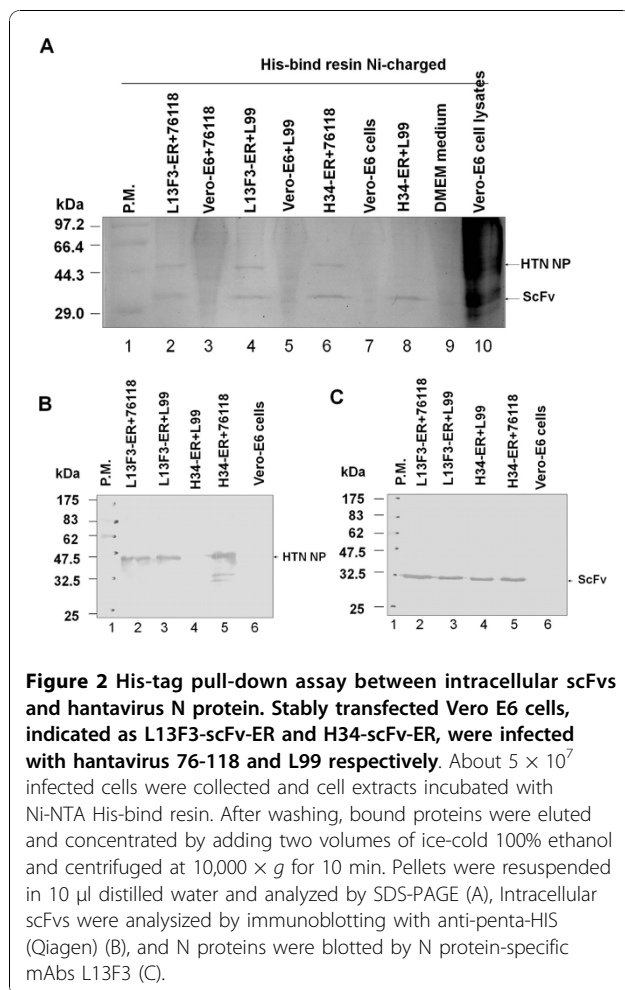 A
His-bind resin Ni-charged
P.M.
L13F3-ER+76118
Vero-E6+76118
L13F3-ER+L99
Vero-E6+L99
H34-ER+76118
Vero-E6 cells
H34-ER+L99
DMEM medium
Vero-E6 cell lysates
kDa
97.2
66.4
44.3
29.0
HTN NP
ScFv
1 2 3 4 5 6 7 8 9 10
B
P.M.
L13F3-ER+76118
L13F3-ER+L99
H34-ER+L99
H34-ER+76118
Vero-E6 cells
kDa
175
83
62
47.5
32.5
25
HTN NP
1 2 3 4 5 6
C
P.M.
L13F3-ER+76118
L13F3-ER+L99
H34-ER+L99
H34-ER+76118
Vero-E6 cells
kDa
175
83
62
47.5
32.5
25
ScFv
1 2 3 4 5 6
Figure 2 His-tag pull-down assay between intracellular scFvs
and hantavirus N protein. Stably transfected Vero E6 cells,
indicated as L13F3-scFv-ER and H34-scFv-ER, were infected
with hantavirus 76-118 and L99 respectively. About 5 × 10⁷
infected cells were collected and cell extracts incubated with
Ni-NTA His-bind resin. After washing, bound proteins were eluted
and concentrated by adding two volumes of ice-cold 100% ethanol
and centrifuged at 10,000 × g for 10 min. Pellets were resuspended
in 10 μl distilled water and analyzed by SDS-PAGE (A), Intracellular
scFvs were analysized by immunoblotting with anti-penta-HIS
(Qiagen) (B), and N proteins were blotted by N protein-specific
mAbs L13F3 (C).